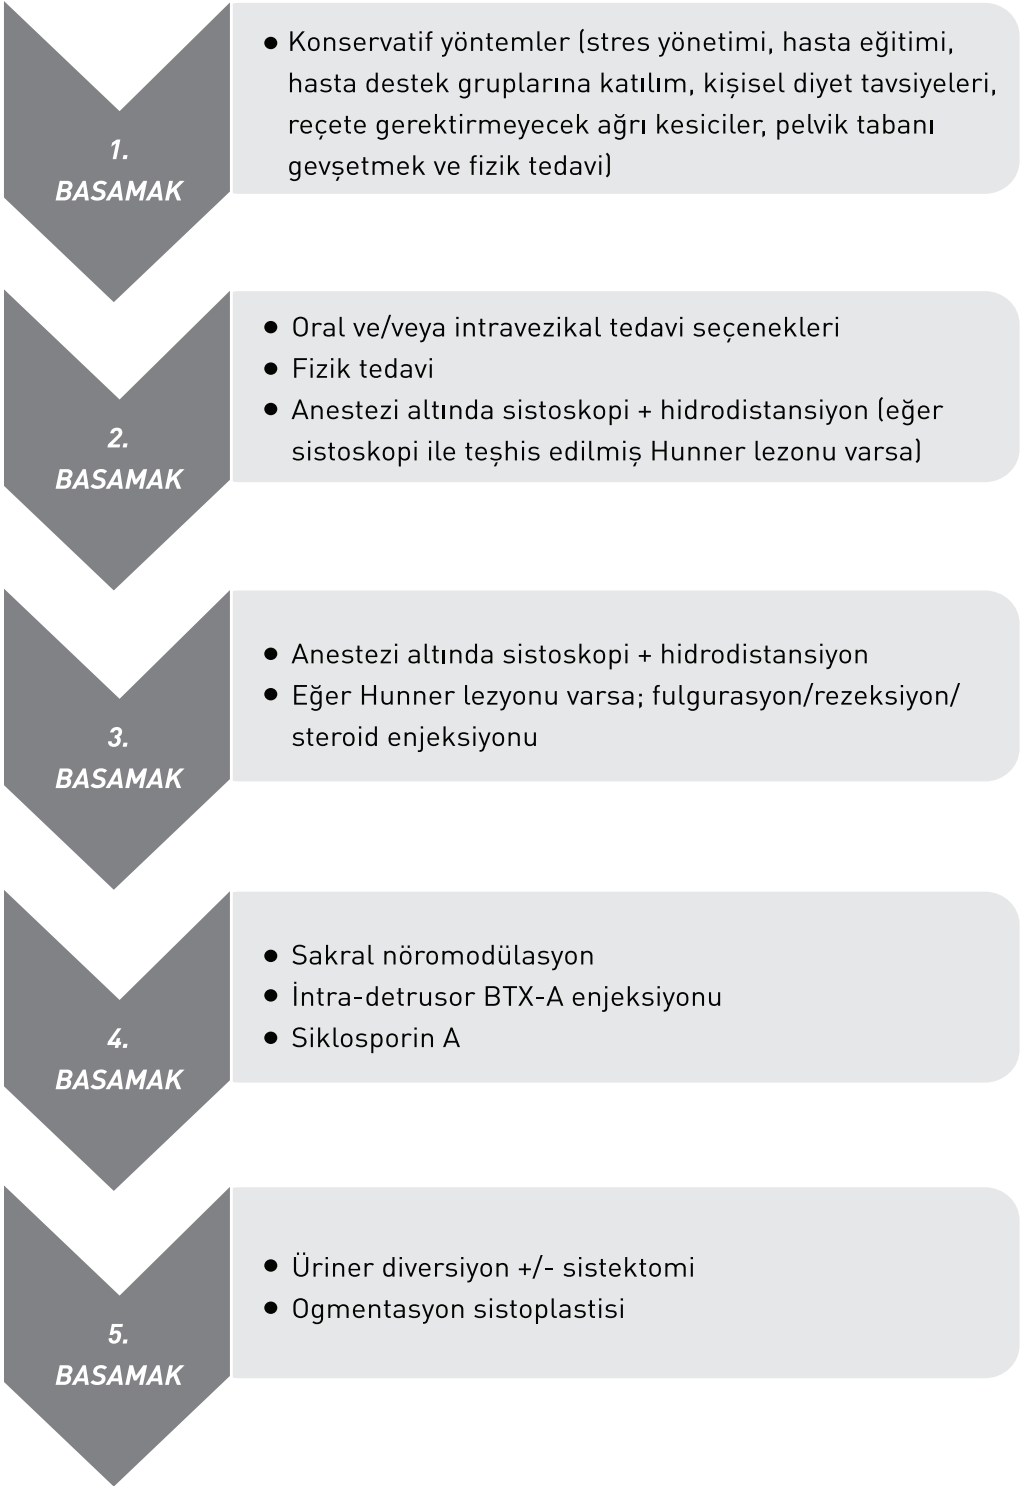 1.
BASAMAK
● Konservatif yöntemler (stres yönetimi, hasta eğitimi,
hasta destek gruplarına katılım, kişisel diyet tavsiyeleri,
reçete gerektirmeyecek ağrı kesiciler, pelvik tabanı
gevşetmek ve fizik tedavi)
2.
BASAMAK
● Oral ve/veya intravezikal tedavi seçenekleri
● Fizik tedavi
● Anestezi altında sistoskopi + hidrodistansiyon (eğer
sistoskopi ile teşhis edilmiş Hunner lezonu varsa)
3.
BASAMAK
● Anestezi altında sistoskopi + hidrodistansiyon
● Eğer Hunner lezyonu varsa; fulgurasyon/rezeksiyon/
steroid enjeksiyonu
4.
BASAMAK
● Sakral nöromodülasyon
● İntra-detrusor BTX-A enjeksiyonu
● Siklosporin A
5.
BASAMAK
● Üriner diversiyon +/- sistektomi
● Ogmentasyon sistoplastisi